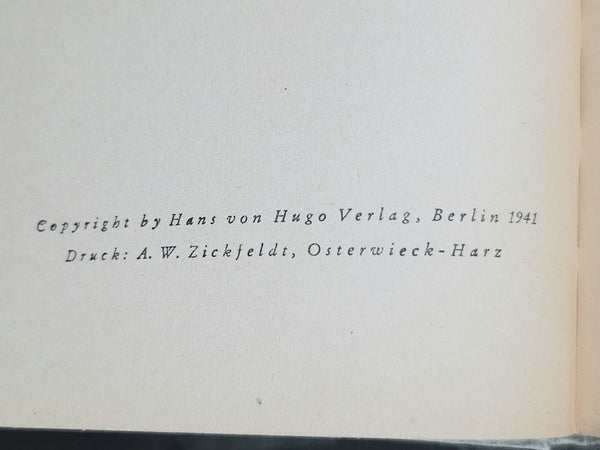 Copyright by Hans von Hugo Verlag, Berlin 1941
Druck: A. W. Zickfeldt, Osterwieck-Harz